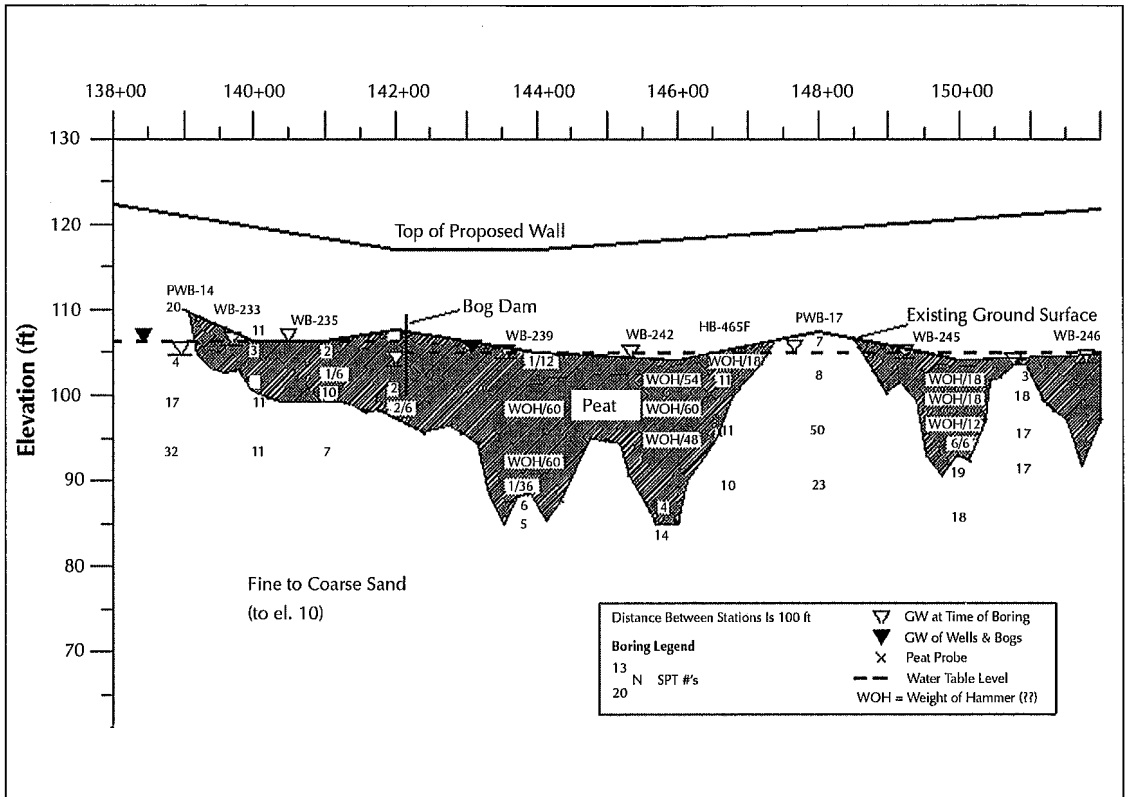 138+00 140+00 142+00 144+00 146+00 148+00 150+00
130
120
110
100
90
80
70
Elevation (ft)
Top of Proposed Wall
PWB-14
WB-233
WB-235
Bog Dam
WB-239
WB-242
HB-465F
PWB-17
Existing Ground Surface
WB-245
WB-246
20
4
17
32
11
3
11
11
2
1/6
10
7
2
2/6
1/12
WOH/60
WOH/60
1/36
6
5
Peat
WOH/54
WOH/60
WOH/48
4
14
WOH/18
11
11
10
7
8
50
23
WOH/18
WOH/18
WOH/12
6/6
19
18
3
18
17
17
Fine to Coarse Sand
(to el. 10)
Distance Between Stations Is 100 ft
Boring Legend
13
N SPT #'s
20
GW at Time of Boring
GW of Wells & Bogs
Peat Probe
Water Table Level
WOH = Weight of Hammer (??)